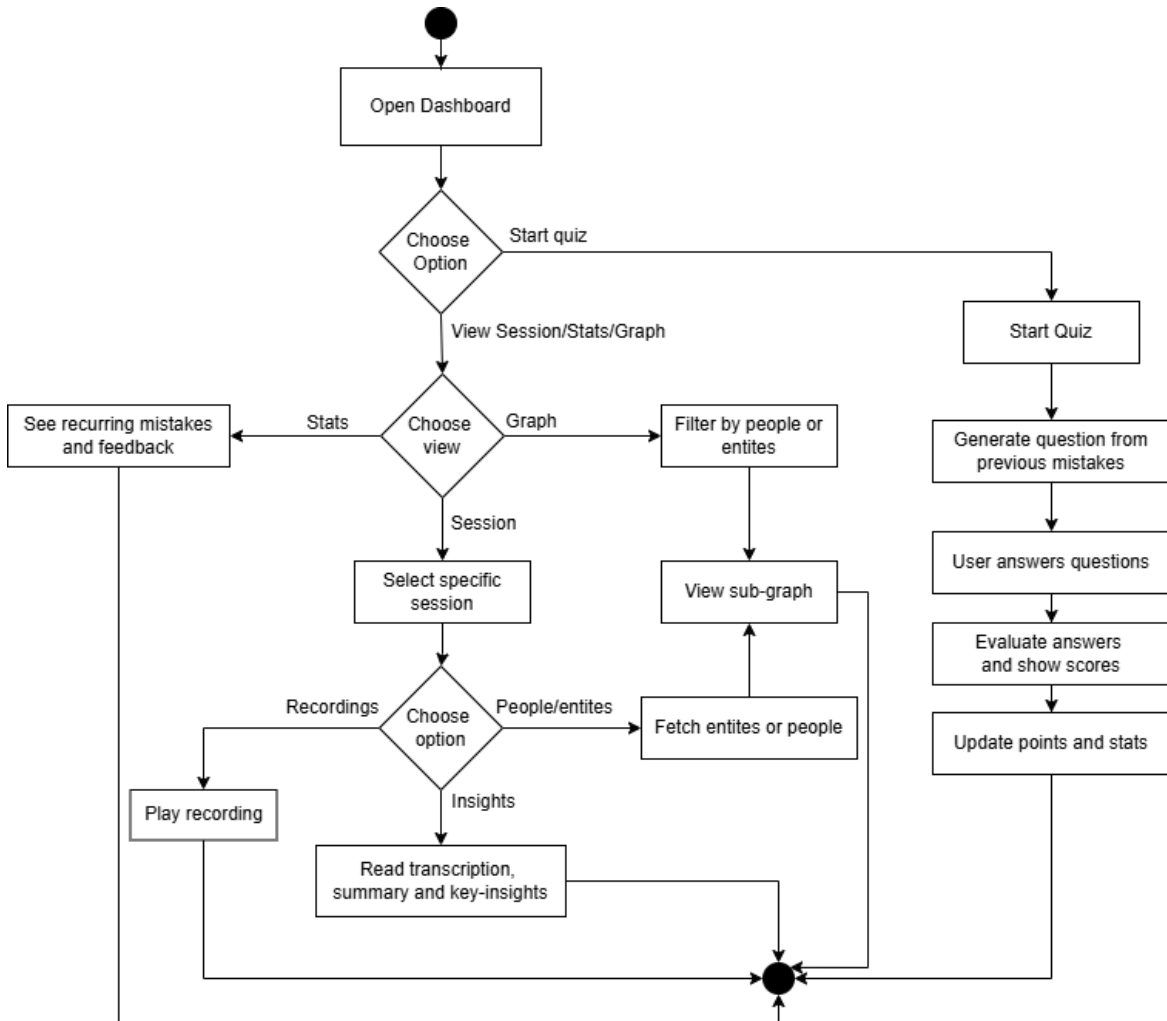 Open Dashboard
Choose
Option
Start quiz
View Session/Stats/Graph
Start Quiz
See recurring mistakes
and feedback
Stats
Choose
view
Graph
Filter by people or
entites
Generate question from
previous mistakes
Session
User answers questions
Select specific
session
View sub-graph
Evaluate answers
and show scores
Recordings
Choose
option
People/entites
Fetch entites or people
Update points and stats
Play recording
Insights
Read transcription,
summary and key-insights